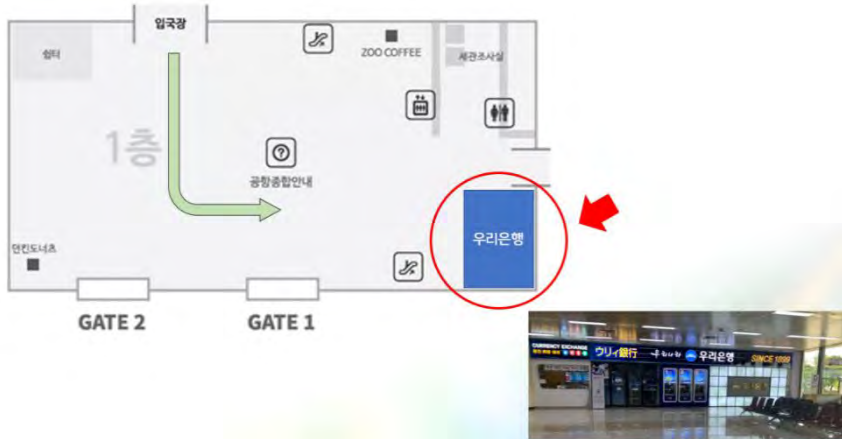 입국장
쉼터
ZOO COFFEE
세관조사실
1층
?
공항종합안내
우리은행
던킨도너츠
GATE 2
GATE 1
CURRENCY EXCHANGE
ウリィ銀行
우리은행
SINCE 1899